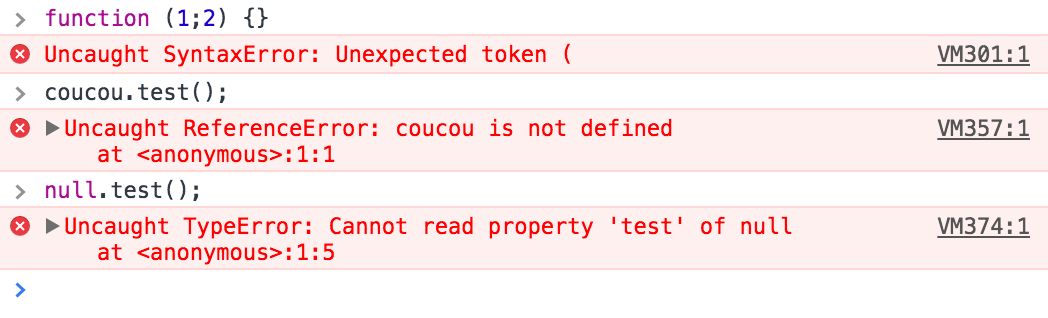 > function (1;2) {}
Uncaught SyntaxError: Unexpected token ( VM301:1
> coucou.test();
▶Uncaught ReferenceError: coucou is not defined VM357:1
at <anonymous>:1:1
> null.test();
▶Uncaught TypeError: Cannot read property 'test' of null VM374:1
at <anonymous>:1:5
>